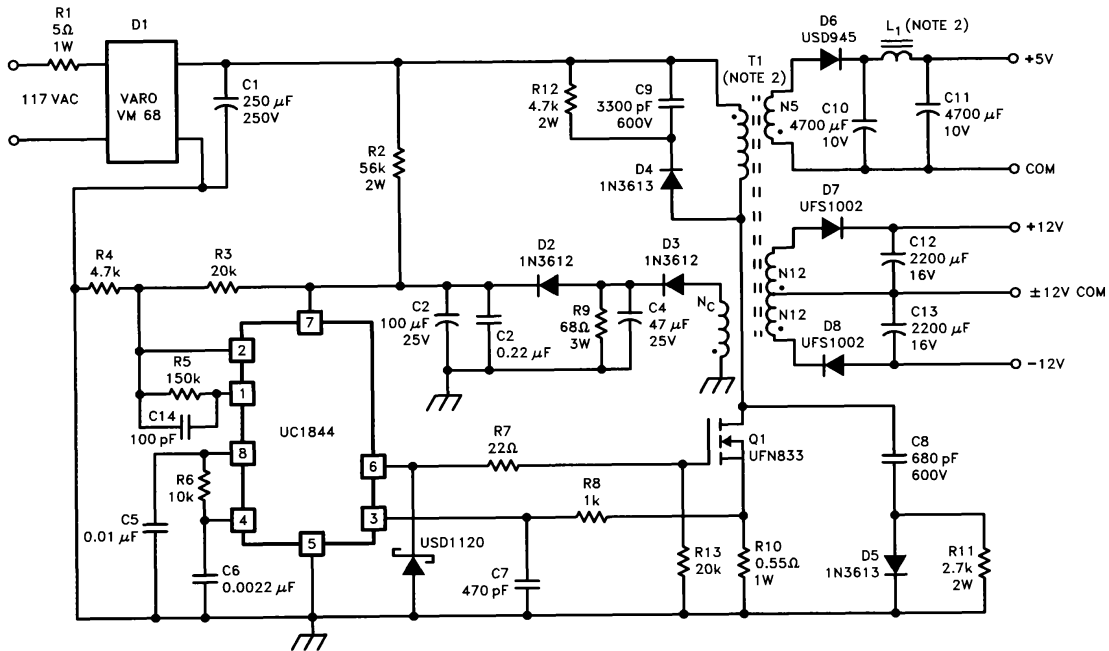 R1
5Ω
1W
D1
117 VAC
VARO
VM 68
C1
250 μF
250V
R2
56k
2W
R12
4.7k
2W
C9
3300 pF
600V
D4
1N3613
T1
(NOTE 2)
D6
USD945
L1 (NOTE 2)
+5V
N5
C10
4700 μF
10V
C11
4700 μF
10V
COM
D7
UFS1002
+12V
C12
2200 μF
16V
N12
±12V COM
N12
C13
2200 μF
16V
D8
UFS1002
-12V
R4
4.7k
R3
20k
D2
1N3612
D3
1N3612
C2
100 μF
25V
C2
0.22 μF
R9
68Ω
3W
C4
47 μF
25V
NC
7
2
R5
150k
1
C14
100 pF
UC1844
8
R6
10k
4
5
6
3
C5
0.01 μF
C6
0.0022 μF
USD1120
R7
22Ω
R8
1k
C7
470 pF
Q1
UFN833
R13
20k
R10
0.55Ω
1W
C8
680 pF
600V
D5
1N3613
R11
2.7k
2W